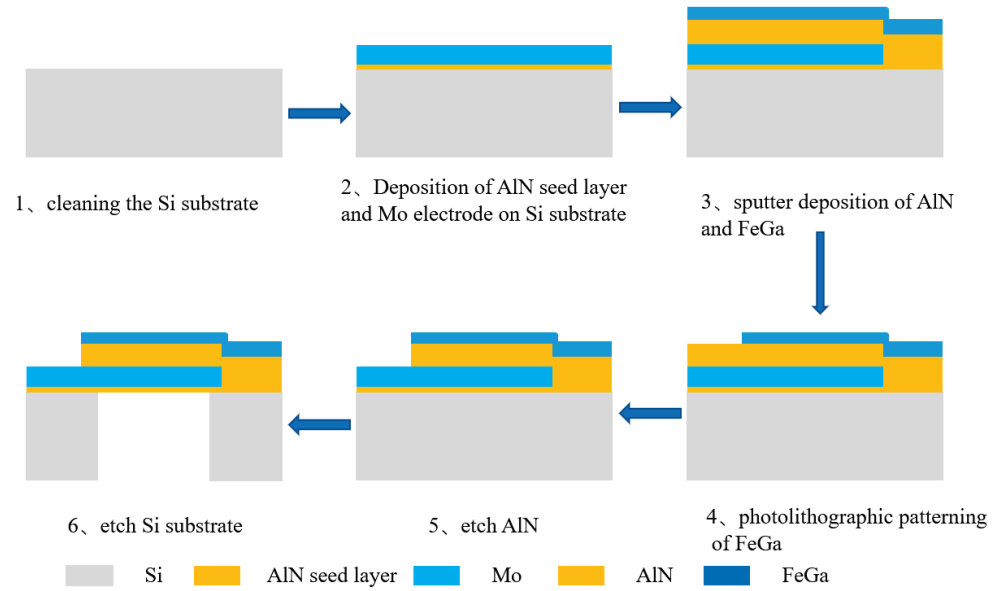 1、cleaning the Si substrate
2、Deposition of AlN seed layer
and Mo electrode on Si substrate
3、sputter deposition of AlN
and FeGa
4、photolithographic patterning
of FeGa
5、etch AlN
6、etch Si substrate
Si
AlN seed layer
Mo
AlN
FeGa